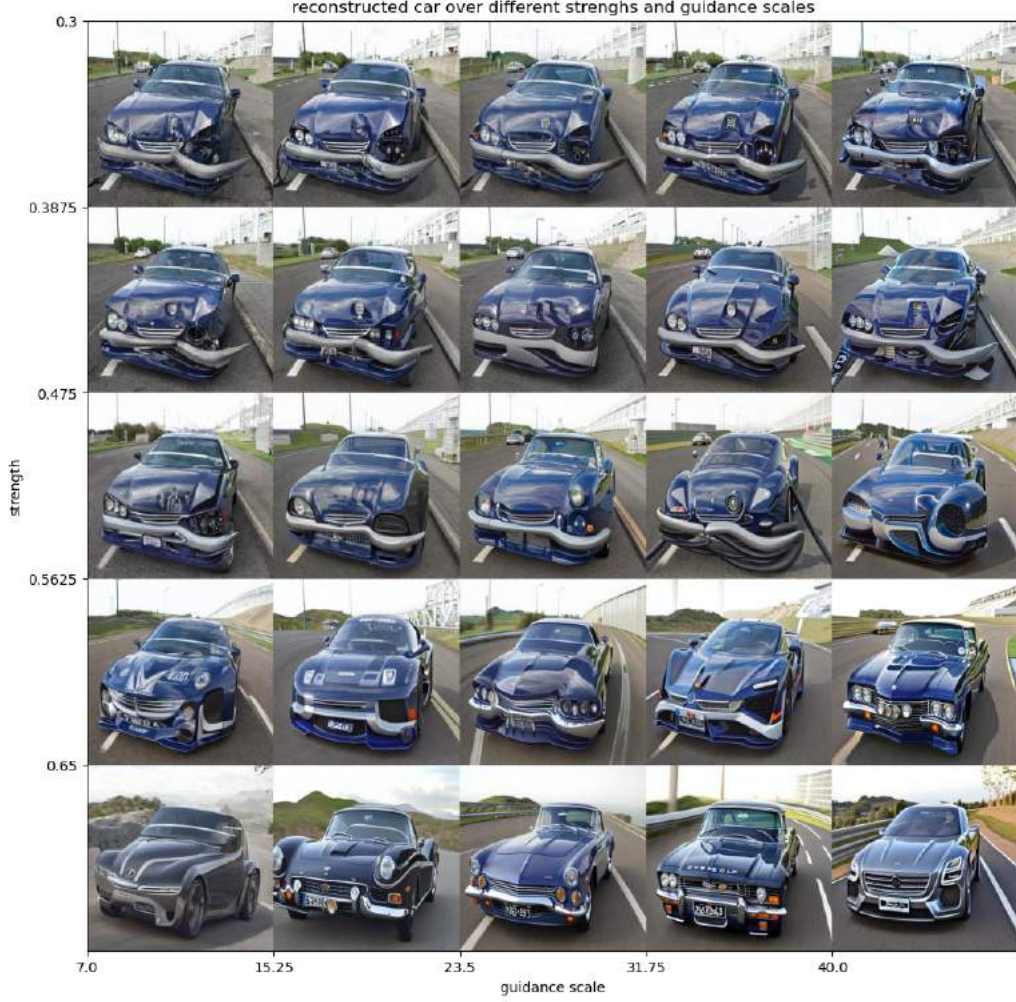 reconstructed car over different strenghs and guidance scales
0.3
0.3875
0.475
strength
0.5625
0.65
7.0 15.25 23.5 31.75 40.0
guidance scale